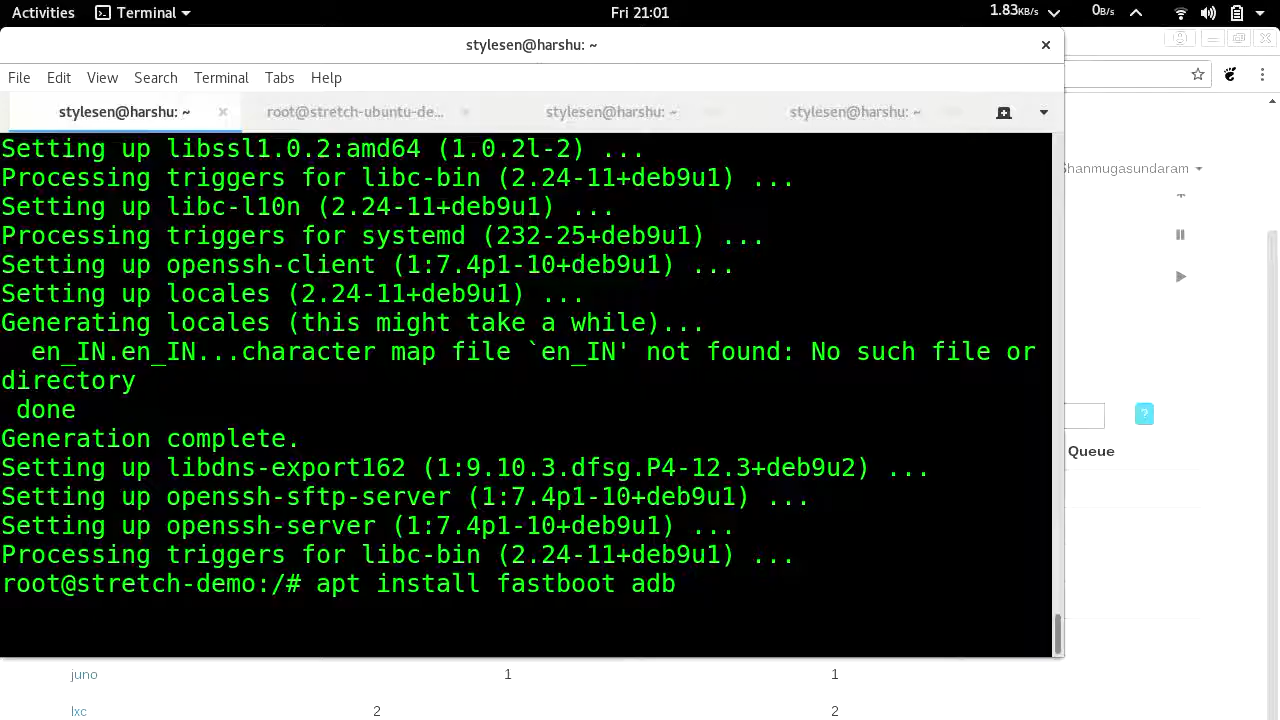 Activities Terminal Fri 21:01 1.83KB/s 0B/s
stylesen@harshu: ~
File Edit View Search Terminal Tabs Help
stylesen@harshu: ~ root@stretch-ubuntu-de... stylesen@harshu: ~ stylesen@harshu: ~
Setting up libssl1.0.2:amd64 (1.0.2l-2) ...
Processing triggers for libc-bin (2.24-11+deb9u1) ...
Shanmugasundaram
Setting up libc-l10n (2.24-11+deb9u1) ...
Processing triggers for systemd (232-25+deb9u1) ...
Setting up openssh-client (1:7.4p1-10+deb9u1) ...
Setting up locales (2.24-11+deb9u1) ...
Generating locales (this might take a while)...
en_IN.en_IN...character map file `en_IN' not found: No such file or
directory
done
?
Generation complete.
Queue
Setting up libdns-export162 (1:9.10.3.dfsg.P4-12.3+deb9u2) ...
Setting up openssh-sftp-server (1:7.4p1-10+deb9u1) ...
Setting up openssh-server (1:7.4p1-10+deb9u1) ...
Processing triggers for libc-bin (2.24-11+deb9u1) ...
root@stretch-demo:/# apt install fastboot adb
juno 1 1
lxc 2 2